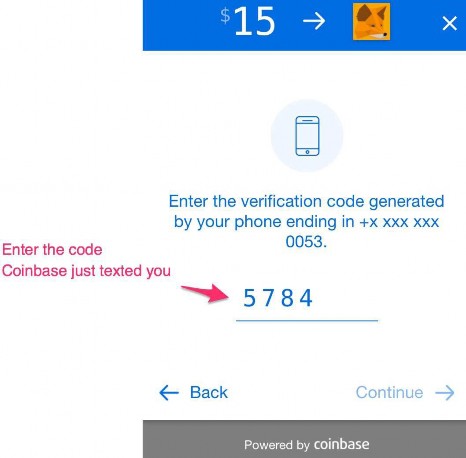 $15
Enter the verification code generated
by your phone ending in +x xxx xxx
0053.
Enter the code
Coinbase just texted you
5784
Back
Continue
Powered by coinbase